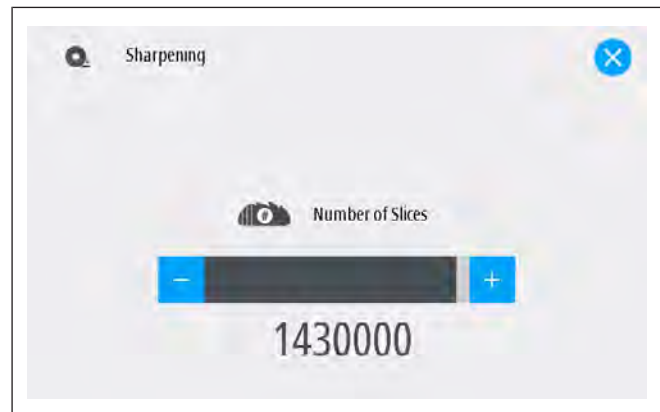 Sharpening
Number of Slices
−
+
1430000